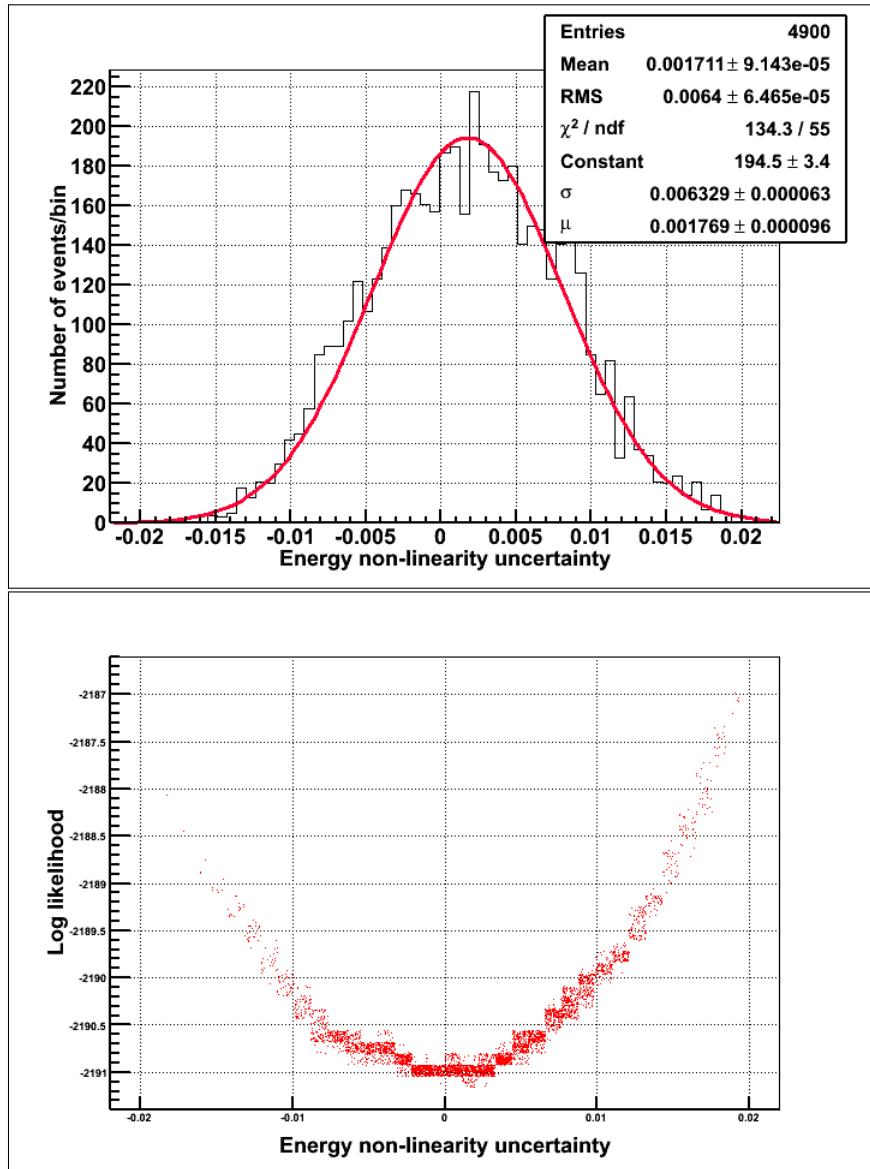 Entries 4900
Mean 0.001711 ± 9.143e-05
RMS 0.0064 ± 6.465e-05
χ² / ndf 134.3 / 55
Constant 194.5 ± 3.4
σ 0.006329 ± 0.000063
μ 0.001769 ± 0.000096
Number of events/bin
220
200
180
160
140
120
100
80
60
40
20
0
-0.02 -0.015 -0.01 -0.005 0 0.005 0.01 0.015 0.02
Energy non-linearity uncertainty
Log likelihood
-2187
-2187.5
-2188
-2188.5
-2189
-2189.5
-2190
-2190.5
-2191
-0.02 -0.01 0 0.01 0.02
Energy non-linearity uncertainty